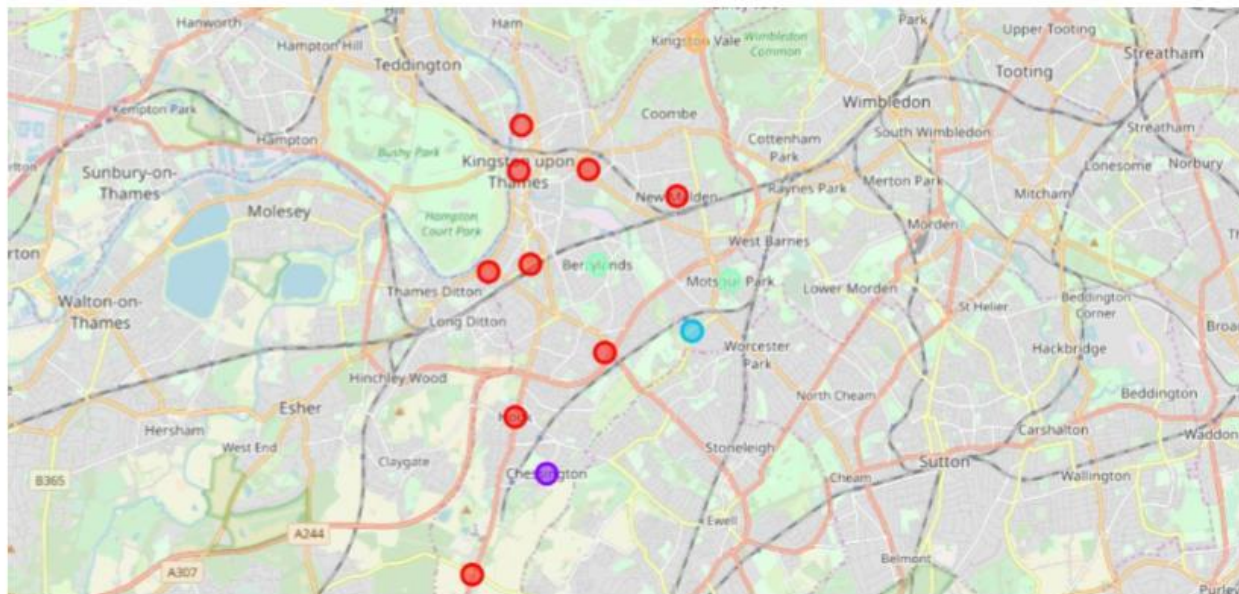 Hanworth
Ham
Hampton Hill
Teddington
Kingston Vale
Wimbledon
Common
Park
Upper Tooting
Streatham
Tooting
Kempton Park
Hampton
Coombe
Wimbledon
Bushy Park
Cottenham
Park
South Wimbledon
Streatham
Sunbury-on-
Thames
Kingston upon
Thames
Lonesome
Norbury
Molesey
New Malden
Raynes Park
Merton Park
Mitcham
Hampton
Court Park
Morden
West Barnes
Berrylands
Motspur Park
Lower Morden
Thames Ditton
Walton-on-
Thames
St Helier
Beddington
Corner
Long Ditton
Worcester
Park
Hackbridge
Hinchley Wood
Beddington
North Cheam
Esher
Hook
Carshalton
Waddon
Hersham
West End
Claygate
Stoneleigh
Sutton
Chessington
Cheam
Wallington
B365
Ewell
A244
Belmont
A307
Purley